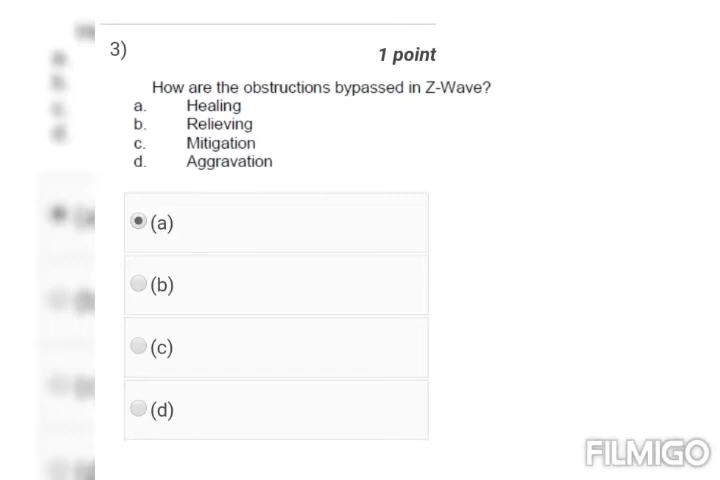 3)
1 point
How are the obstructions bypassed in Z-Wave?
a. Healing
b. Relieving
c. Mitigation
d. Aggravation
(a)
(b)
(c)
(d)
FILMIGO